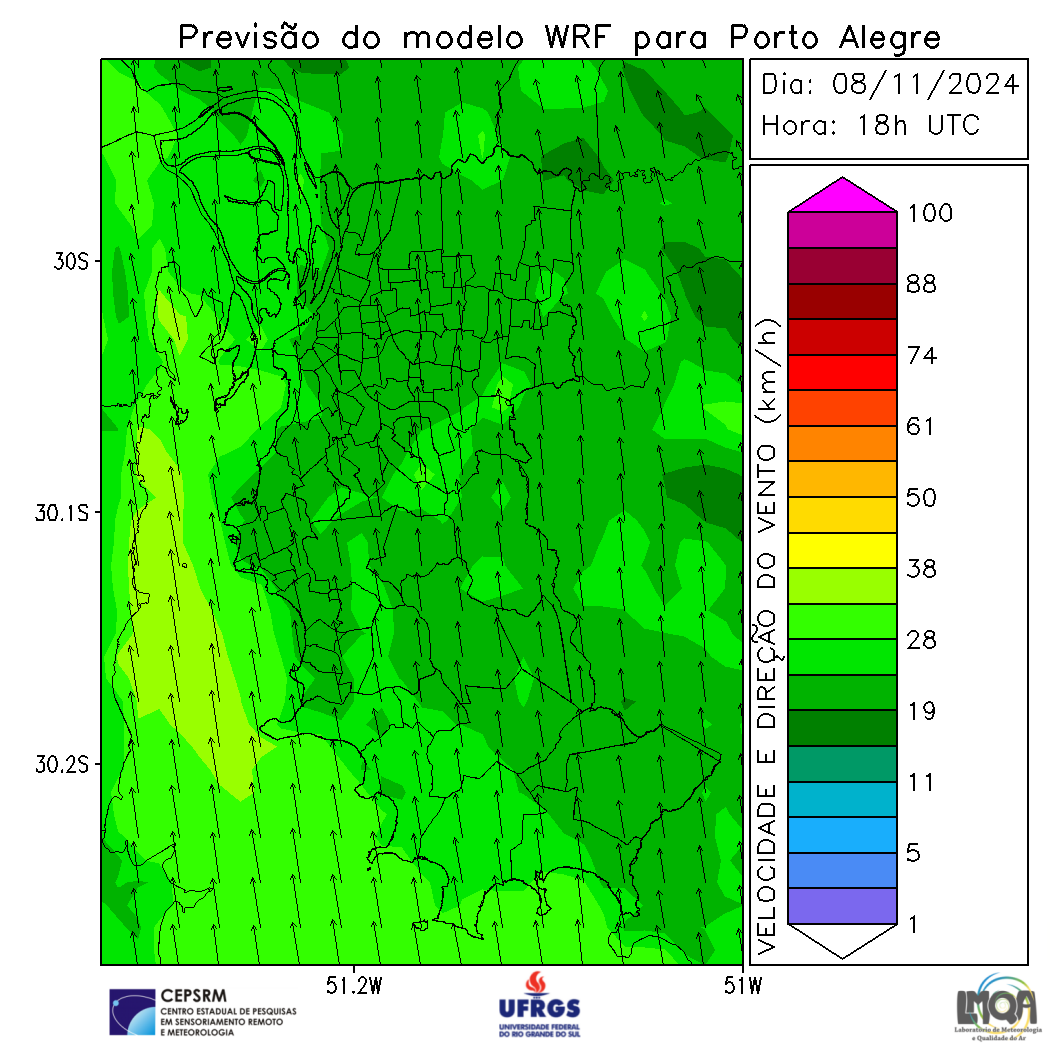 Previsão do modelo WRF para Porto Alegre
Dia: 08/11/2024
Hora: 18h UTC
30S
30.1S
30.2S
51.2W
51W
VELOCIDADE E DIREÇÃO DO VENTO (km/h)
100
88
74
61
50
38
28
19
11
5
1
CEPSRM
CENTRO ESTADUAL DE PESQUISAS
EM SENSORIAMENTO REMOTO
E METEOROLOGIA
UFRGS
UNIVERSIDADE FEDERAL
DO RIO GRANDE DO SUL
LMQA
Laboratório de Meteorologia
e Qualidade do Ar